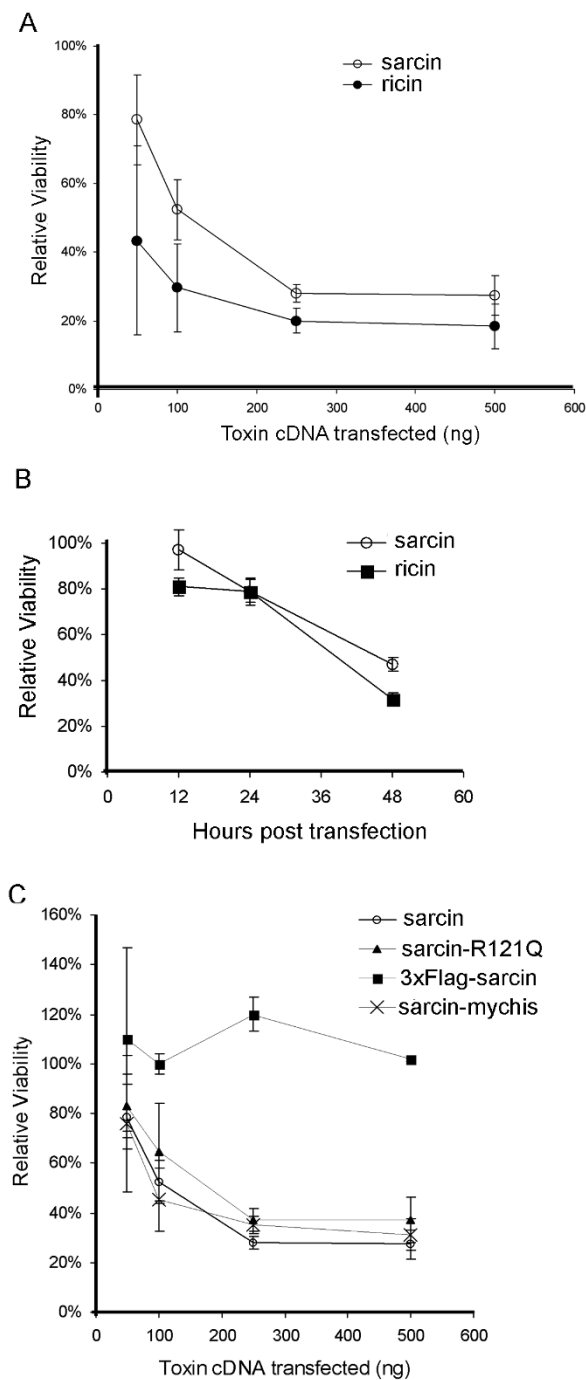 A
100%
80%
60%
40%
20%
0%
Relative Viability
sarcin
ricin
0 100 200 300 400 500 600
Toxin cDNA transfected (ng)
B
100%
80%
60%
40%
20%
0%
Relative Viability
sarcin
ricin
0 12 24 36 48 60
Hours post transfection
C
160%
140%
120%
100%
80%
60%
40%
20%
0%
Relative Viability
sarcin
sarcin-R121Q
3xFlag-sarcin
sarcin-mychis
0 100 200 300 400 500 600
Toxin cDNA transfected (ng)